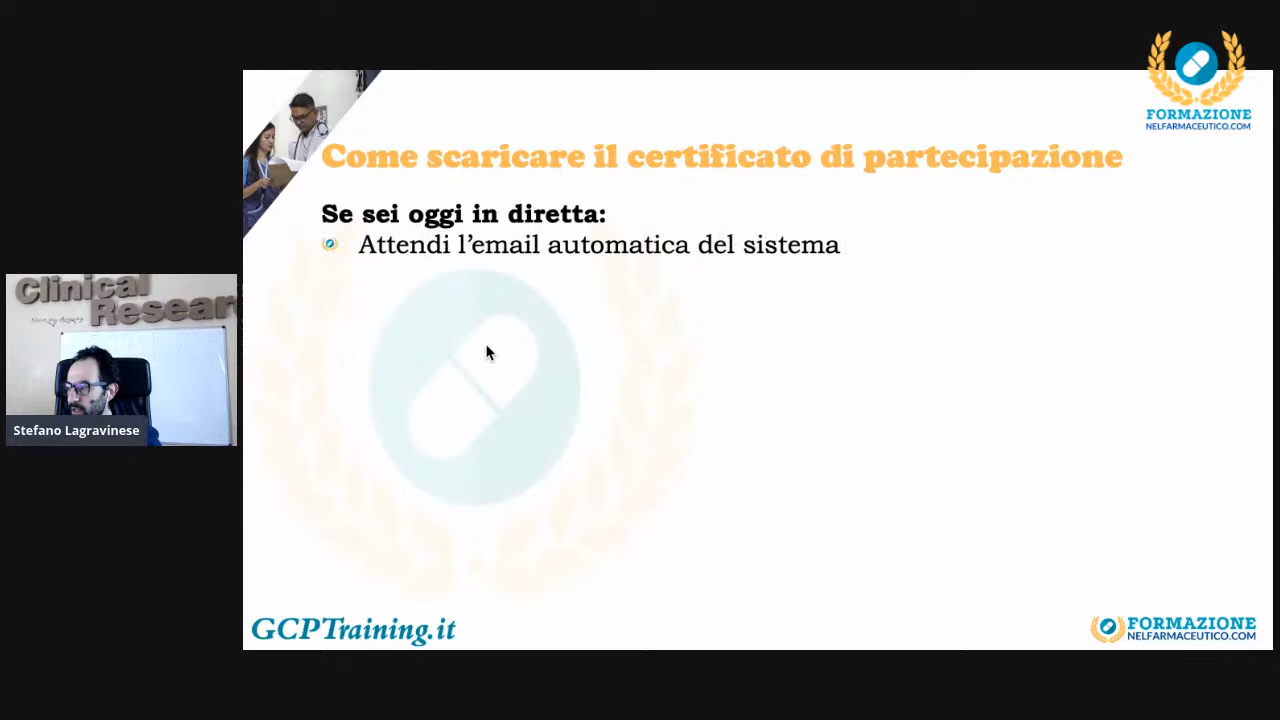 FORMAZIONE
NELFARMACEUTICO.COM
Come scaricare il certificato di partecipazione
Se sei oggi in diretta:
Attendi l’email automatica del sistema
Clinical
Resear
Stefano Lagravinese
GCPTraining.it
FORMAZIONE
NELFARMACEUTICO.COM